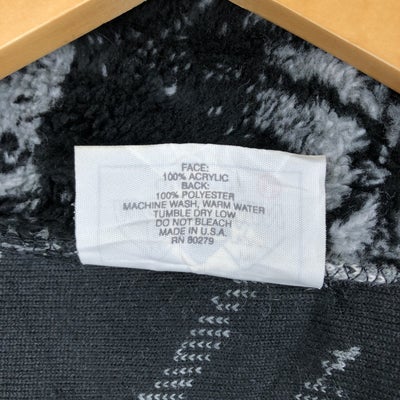 FACE:
100% ACRYLIC
BACK:
100% POLYESTER
MACHINE WASH, WARM WATER
TUMBLE DRY LOW
DO NOT BLEACH
MADE IN U.S.A.
RN 80279